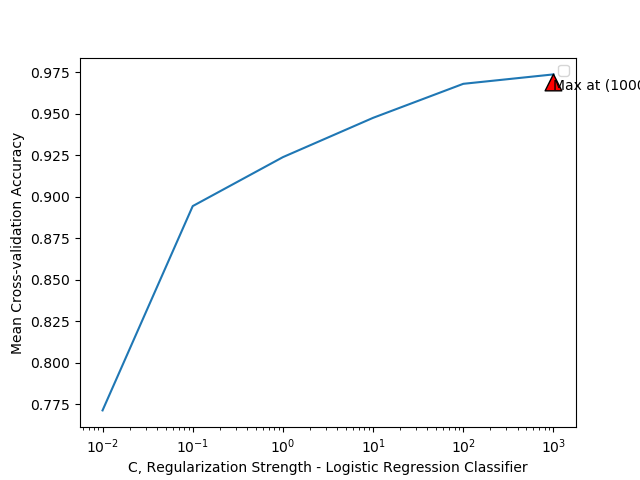 0.975
0.950
0.925
0.900
0.875
0.850
0.825
0.800
0.775
Mean Cross-validation Accuracy
Max at (1000
10⁻² 10⁻¹ 10⁰ 10¹ 10² 10³
C, Regularization Strength - Logistic Regression Classifier